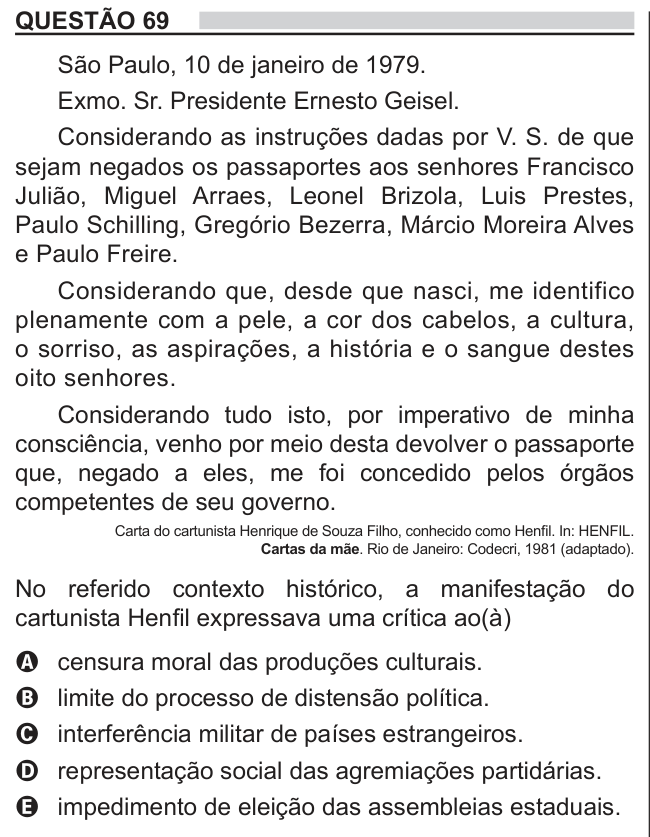 QUESTÃO 69
São Paulo, 10 de janeiro de 1979.
Exmo. Sr. Presidente Ernesto Geisel.
Considerando as instruções dadas por V. S. de que
sejam negados os passaportes aos senhores Francisco
Julião, Miguel Arraes, Leonel Brizola, Luis Prestes,
Paulo Schilling, Gregório Bezerra, Márcio Moreira Alves
e Paulo Freire.
Considerando que, desde que nasci, me identifico
plenamente com a pele, a cor dos cabelos, a cultura,
o sorriso, as aspirações, a história e o sangue destes
oito senhores.
Considerando tudo isto, por imperativo de minha
consciência, venho por meio desta devolver o passaporte
que, negado a eles, me foi concedido pelos órgãos
competentes de seu governo.
Carta do cartunista Henrique de Souza Filho, conhecido como Henfil. In: HENFIL.
Cartas da mãe. Rio de Janeiro: Codecri, 1981 (adaptado).
No referido contexto histórico, a manifestação do
cartunista Henfil expressava uma crítica ao(à)
A censura moral das produções culturais.
B limite do processo de distensão política.
C interferência militar de países estrangeiros.
D representação social das agremiações partidárias.
E impedimento de eleição das assembleias estaduais.